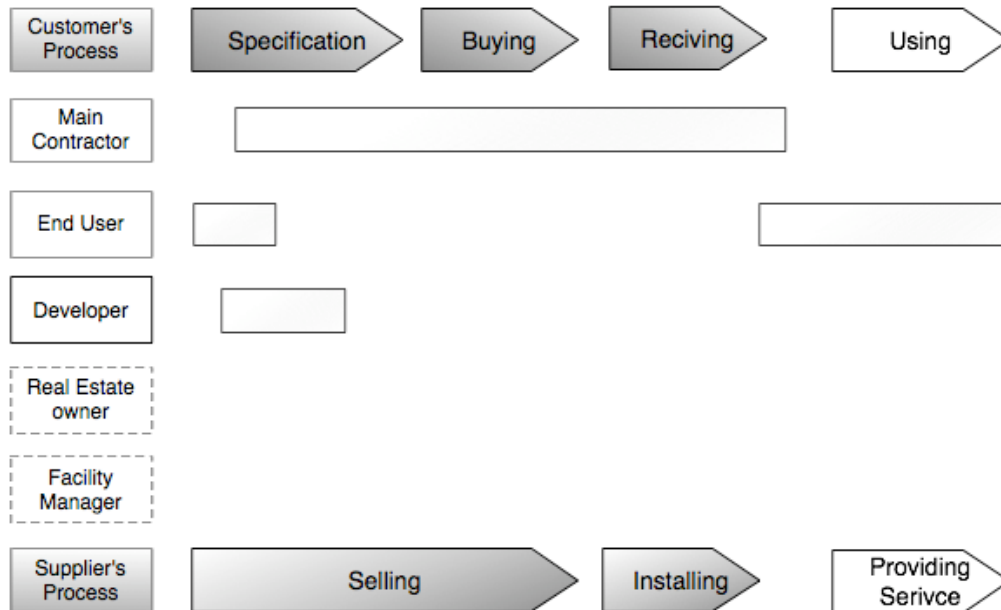 Customer's
Process
Specification
Buying
Reciving
Using
Main
Contractor
End User
Developer
Real Estate
owner
Facility
Manager
Supplier's
Process
Selling
Installing
Providing
Serivce